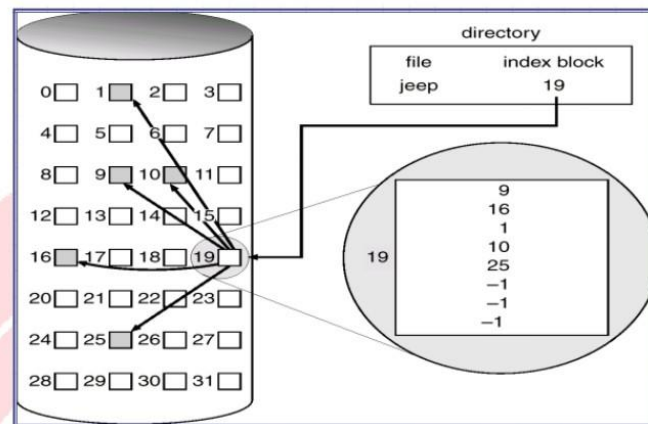 directory
file index block
jeep 19
0 1 2 3
4 5 6 7
8 9 10 11
12 13 14 15
16 17 18 19
20 21 22 23
24 25 26 27
28 29 30 31
19
9
16
1
10
25
–1
–1
–1